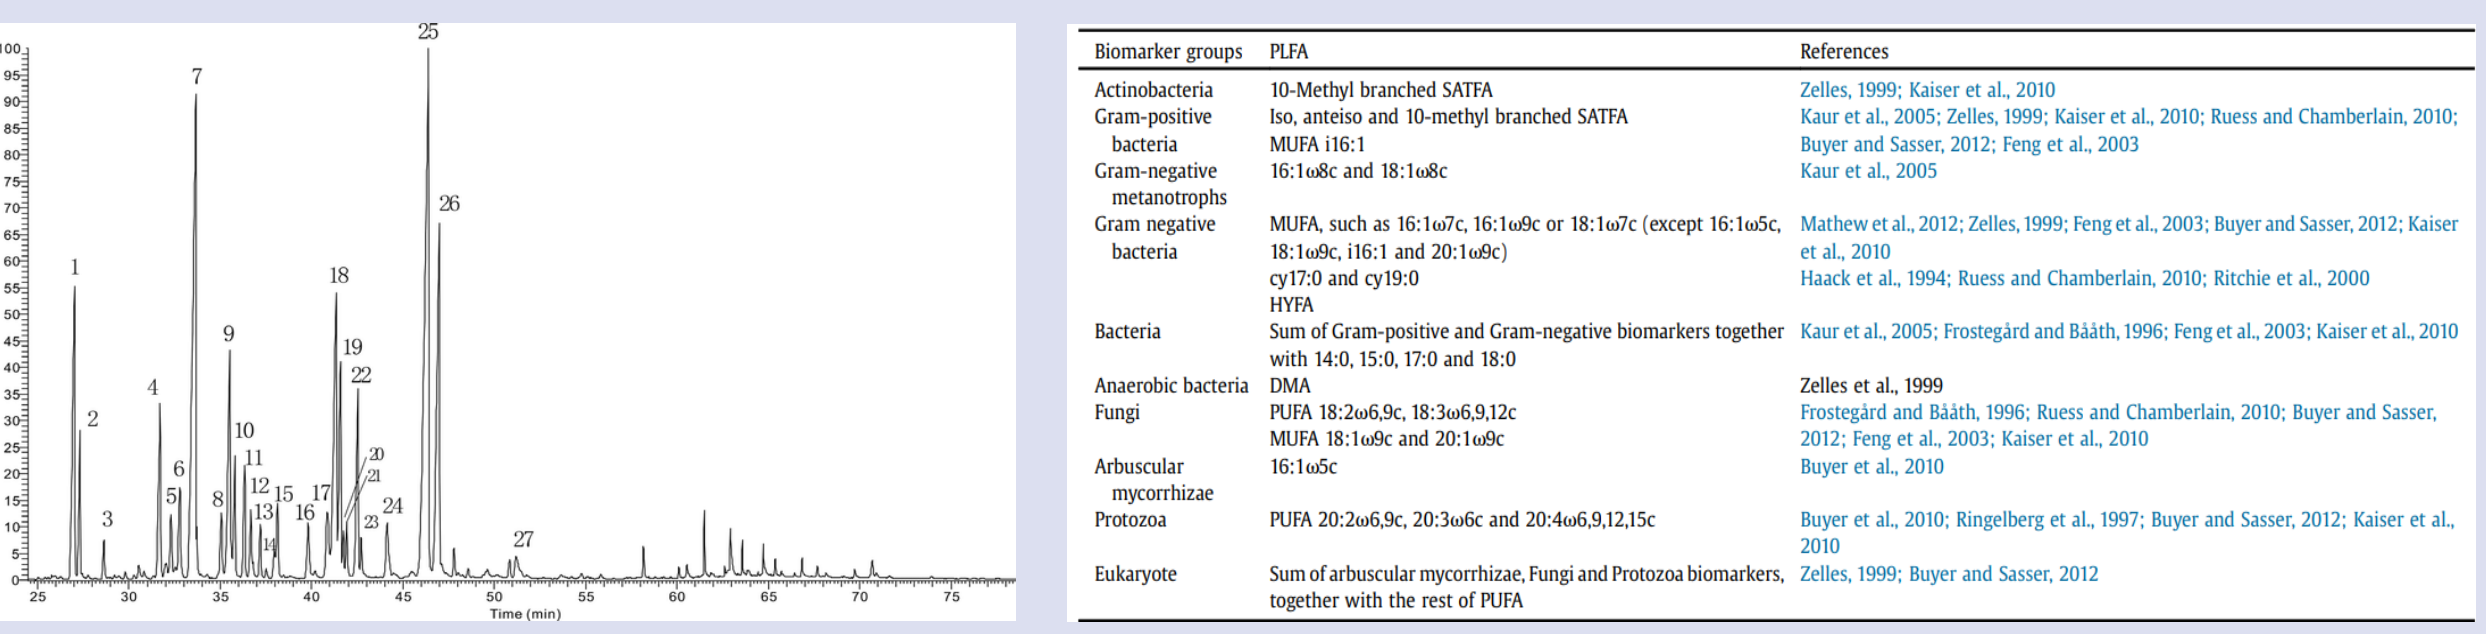 25
100
95
90
85
80
75
70
65
60
55
50
45
40
35
30
25
20
15
10
5
0
7
26
1
18
9
19
22
4
2
10
6
11
20
21
5
8
12
15
17
16
13
24
3
14
23
27
25 30 35 40 45 50 55 60 65 70 75
Time (min)
Biomarker groups PLFA References
Actinobacteria 10-Methyl branched SATFA Zelles, 1999; Kaiser et al., 2010
Gram-positive Iso, anteiso and 10-methyl branched SATFA Kaur et al., 2005; Zelles, 1999; Kaiser et al., 2010; Ruess and Chamberlain, 2010;
bacteria MUFA i16:1 Buyer and Sasser, 2012; Feng et al., 2003
Gram-negative 16:1ω8c and 18:1ω8c Kaur et al., 2005
metanotrophs
Gram negative MUFA, such as 16:1ω7c, 16:1ω9c or 18:1ω7c (except 16:1ω5c, Mathew et al., 2012; Zelles, 1999; Feng et al., 2003; Buyer and Sasser, 2012; Kaiser
bacteria 18:1ω9c, i16:1 and 20:1ω9c) et al., 2010
cy17:0 and cy19:0 Haack et al., 1994; Ruess and Chamberlain, 2010; Ritchie et al., 2000
HYFA
Bacteria Sum of Gram-positive and Gram-negative biomarkers together Kaur et al., 2005; Frostegård and Bååth, 1996; Feng et al., 2003; Kaiser et al., 2010
with 14:0, 15:0, 17:0 and 18:0
Anaerobic bacteria DMA Zelles et al., 1999
Fungi PUFA 18:2ω6,9c, 18:3ω6,9,12c Frostegård and Bååth, 1996; Ruess and Chamberlain, 2010; Buyer and Sasser,
MUFA 18:1ω9c and 20:1ω9c 2012; Feng et al., 2003; Kaiser et al., 2010
Arbuscular 16:1ω5c Buyer et al., 2010
mycorrhizae
Protozoa PUFA 20:2ω6,9c, 20:3ω6c and 20:4ω6,9,12,15c Buyer et al., 2010; Ringelberg et al., 1997; Buyer and Sasser, 2012; Kaiser et al.,
2010
Eukaryote Sum of arbuscular mycorrhizae, Fungi and Protozoa biomarkers, Zelles, 1999; Buyer and Sasser, 2012
together with the rest of PUFA